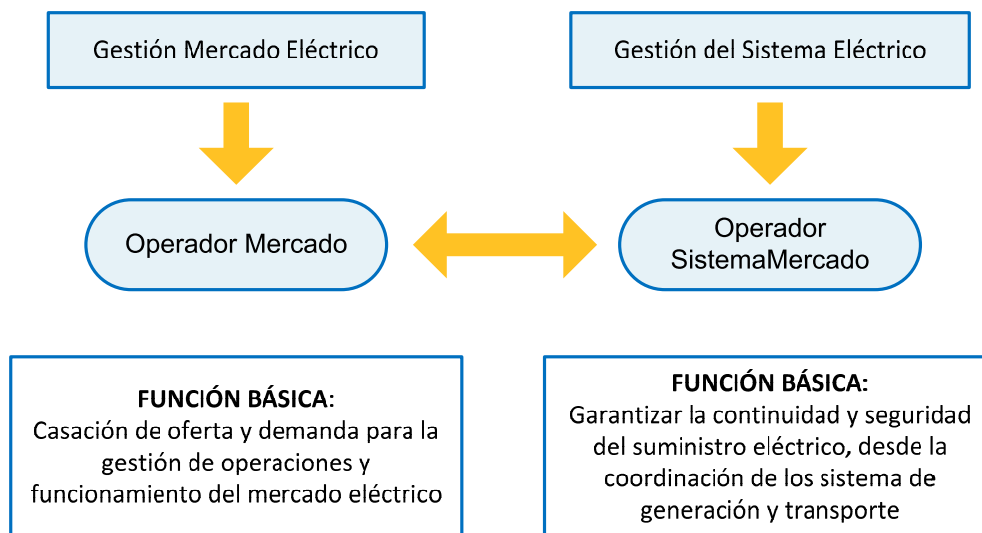 Gestión Mercado Eléctrico
Gestión del Sistema Eléctrico
Operador Mercado
Operador
SistemaMercado
FUNCIÓN BÁSICA:
Casación de oferta y demanda para la
gestión de operaciones y
funcionamiento del mercado eléctrico
FUNCIÓN BÁSICA:
Garantizar la continuidad y seguridad
del suministro eléctrico, desde la
coordinación de los sistema de
generación y transporte